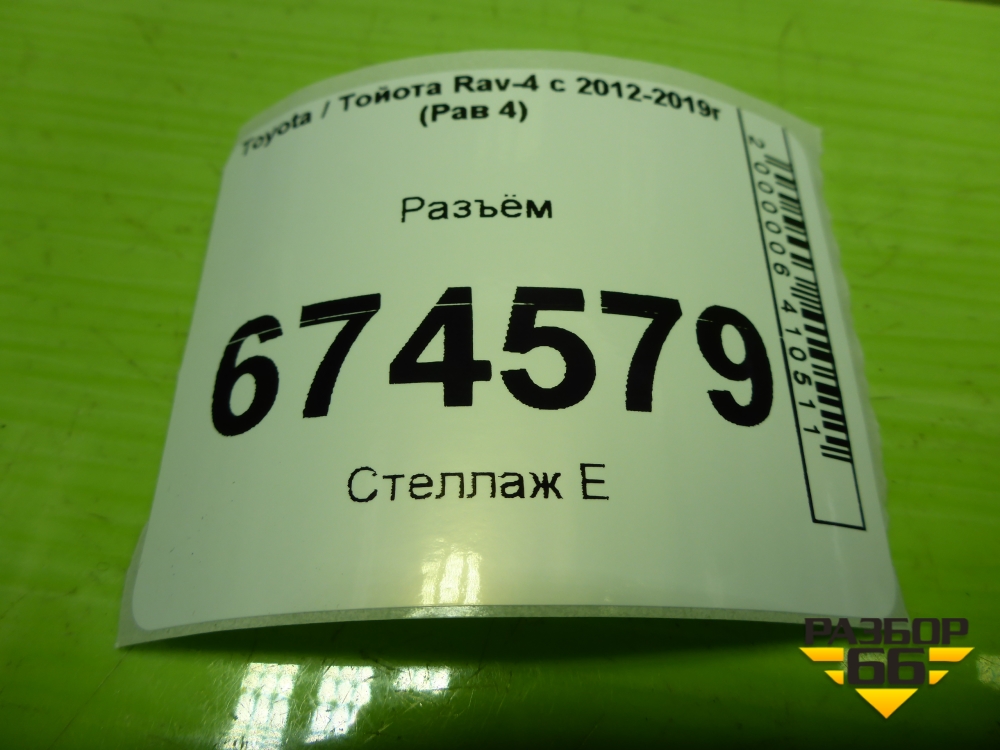 Toyota / Тойота Rav-4 с 2012-2019г
(Рав 4)
Разъём
674579
Стеллаж Е
2000006410511
РАЗБОР
66